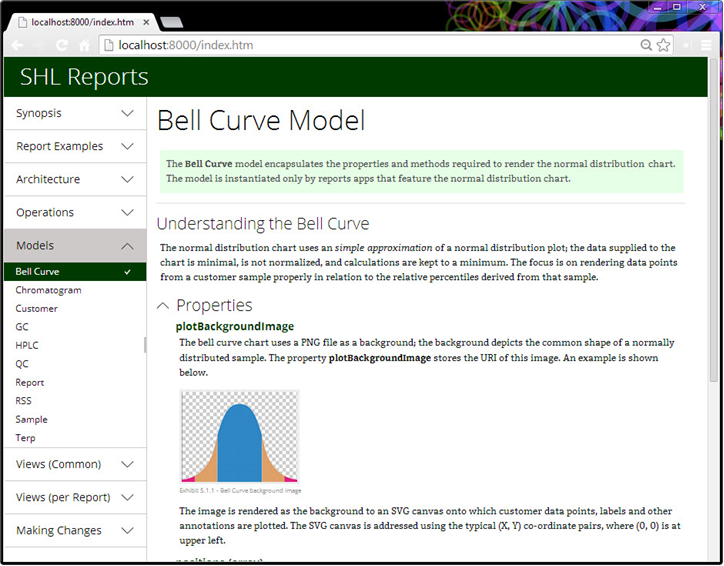 localhost:8000/index.htm
localhost:8000/index.htm
SHL Reports
Synopsis
Report Examples
Architecture
Operations
Models
Bell Curve
Chromatogram
Customer
GC
HPLC
QC
Report
RSS
Sample
Terp
Views (Common)
Views (per Report)
Making Changes
Bell Curve Model
The Bell Curve model encapsulates the properties and methods required to render the normal distribution chart.
The model is instantiated only by reports apps that feature the normal distribution chart.
Understanding the Bell Curve
The normal distribution chart uses an simple approximation of a normal distribution plot; the data supplied to the
chart is minimal, is not normalized, and calculations are kept to a minimum. The focus is on rendering data points
from a customer sample properly in relation to the relative percentiles derived from that sample.
Properties
plotBackgroundImage
The bell curve chart uses a PNG file as a background; the background depicts the common shape of a normally
distributed sample. The property plotBackgroundImage stores the URI of this image. An example is shown
below.
Exhibit 5.1.1 - Bell Curve background image
The image is rendered as the background to an SVG canvas onto which customer data points, labels and other
annotations are plotted. The SVG canvas is addressed using the typical (X, Y) co-ordinate pairs, where (0, 0) is at
upper left.
positions (array)